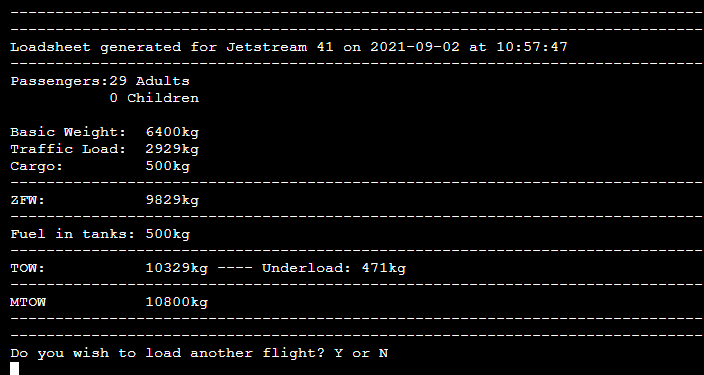 -----------------------------------------------------------------------------
-----------------------------------------------------------------------------
Loadsheet generated for Jetstream 41 on 2021-09-02 at 10:57:47
-----------------------------------------------------------------------------
Passengers:29 Adults
           0 Children
Basic Weight:  6400kg
Traffic Load:  2929kg
Cargo:         500kg
-----------------------------------------------------------------------------
ZFW:           9829kg
-----------------------------------------------------------------------------
Fuel in tanks: 500kg
-----------------------------------------------------------------------------
TOW:           10329kg ---- Underload: 471kg
-----------------------------------------------------------------------------
MTOW           10800kg
-----------------------------------------------------------------------------
-----------------------------------------------------------------------------
Do you wish to load another flight? Y or N